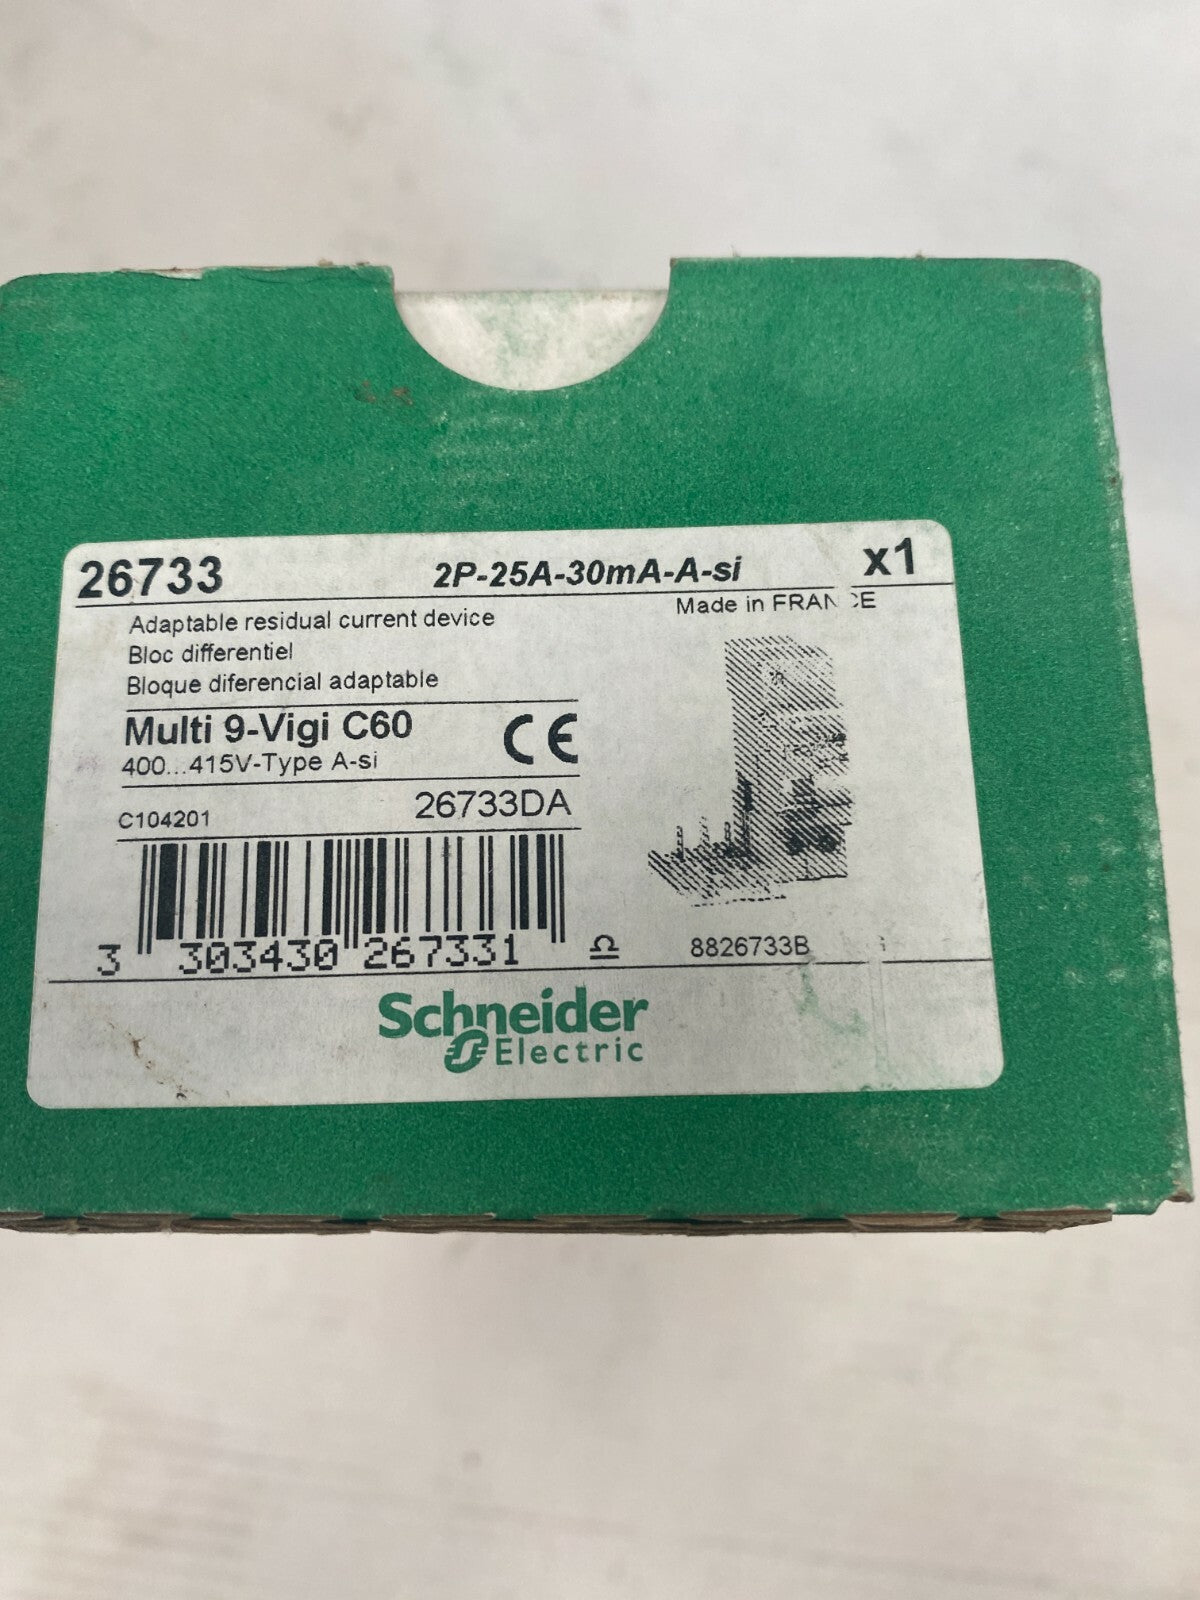 26733 2P-25A-30mA-A-si x1
Made in FRANCE
Adaptable residual current device
Bloc differentiel
Bloque diferencial adaptable
Multi 9-Vigi C60 CE
400...415V-Type A-si
C104201 26733DA
3 303430 267331
8826733B
Schneider
Electric